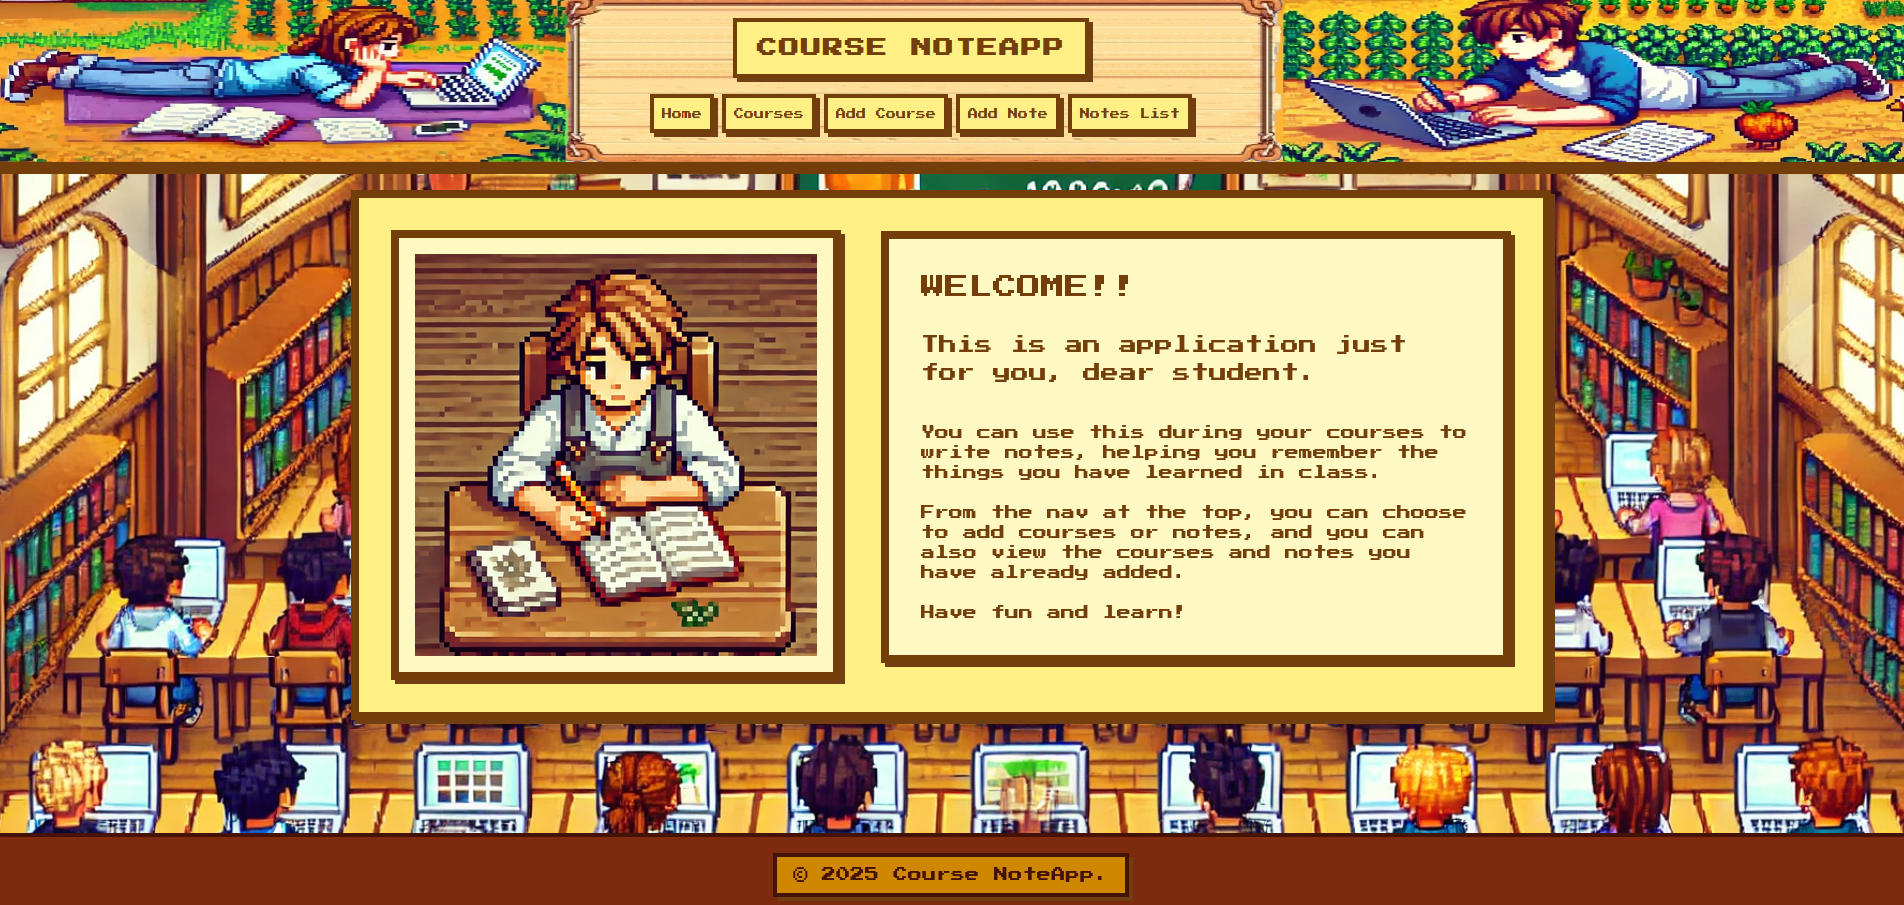 COURSE NOTEAPP
Home Courses Add Course Add Note Notes List
WELCOME!!
This is an application just
for you, dear student.
You can use this during your courses to
write notes, helping you remember the
things you have learned in class.
From the nav at the top, you can choose
to add courses or notes, and you can
also view the courses and notes you
have already added.
Have fun and learn!
© 2025 Course NoteApp.